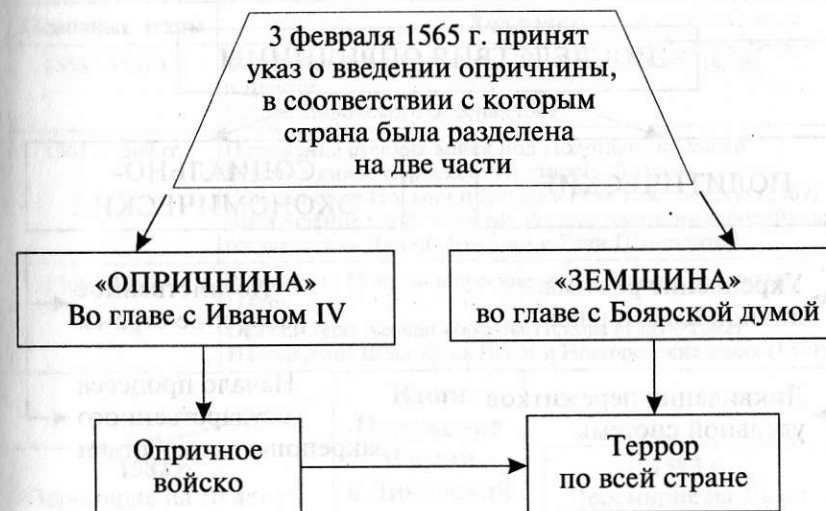 3 февраля 1565 г. принят
указ о введении опричнины,
в соответствии с которым
страна была разделена
на две части
«ОПРИЧНИНА»
Во главе с Иваном IV
«ЗЕМЩИНА»
во главе с Боярской думой
Опричное
войско
Террор
по всей стране